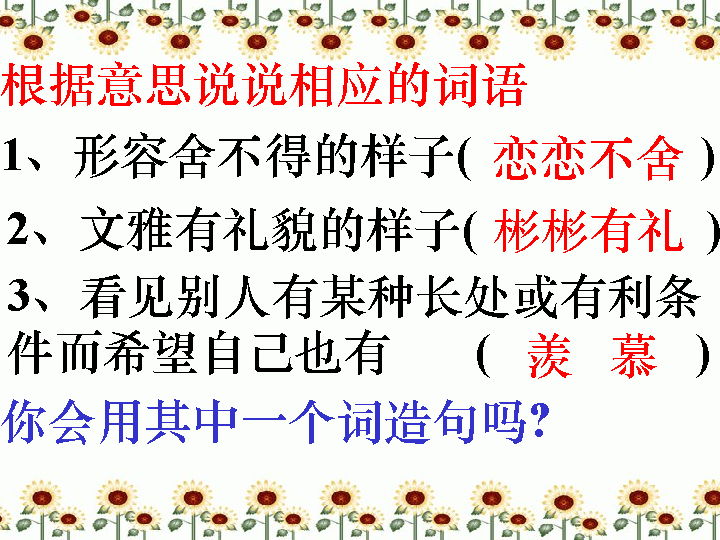 根据意思说说相应的词语
1、形容舍不得的样子( 恋恋不舍 )
2、文雅有礼貌的样子( 彬彬有礼 )
3、看见别人有某种长处或有利条
件而希望自己也有 ( 羡 慕 )
你会用其中一个词造句吗?